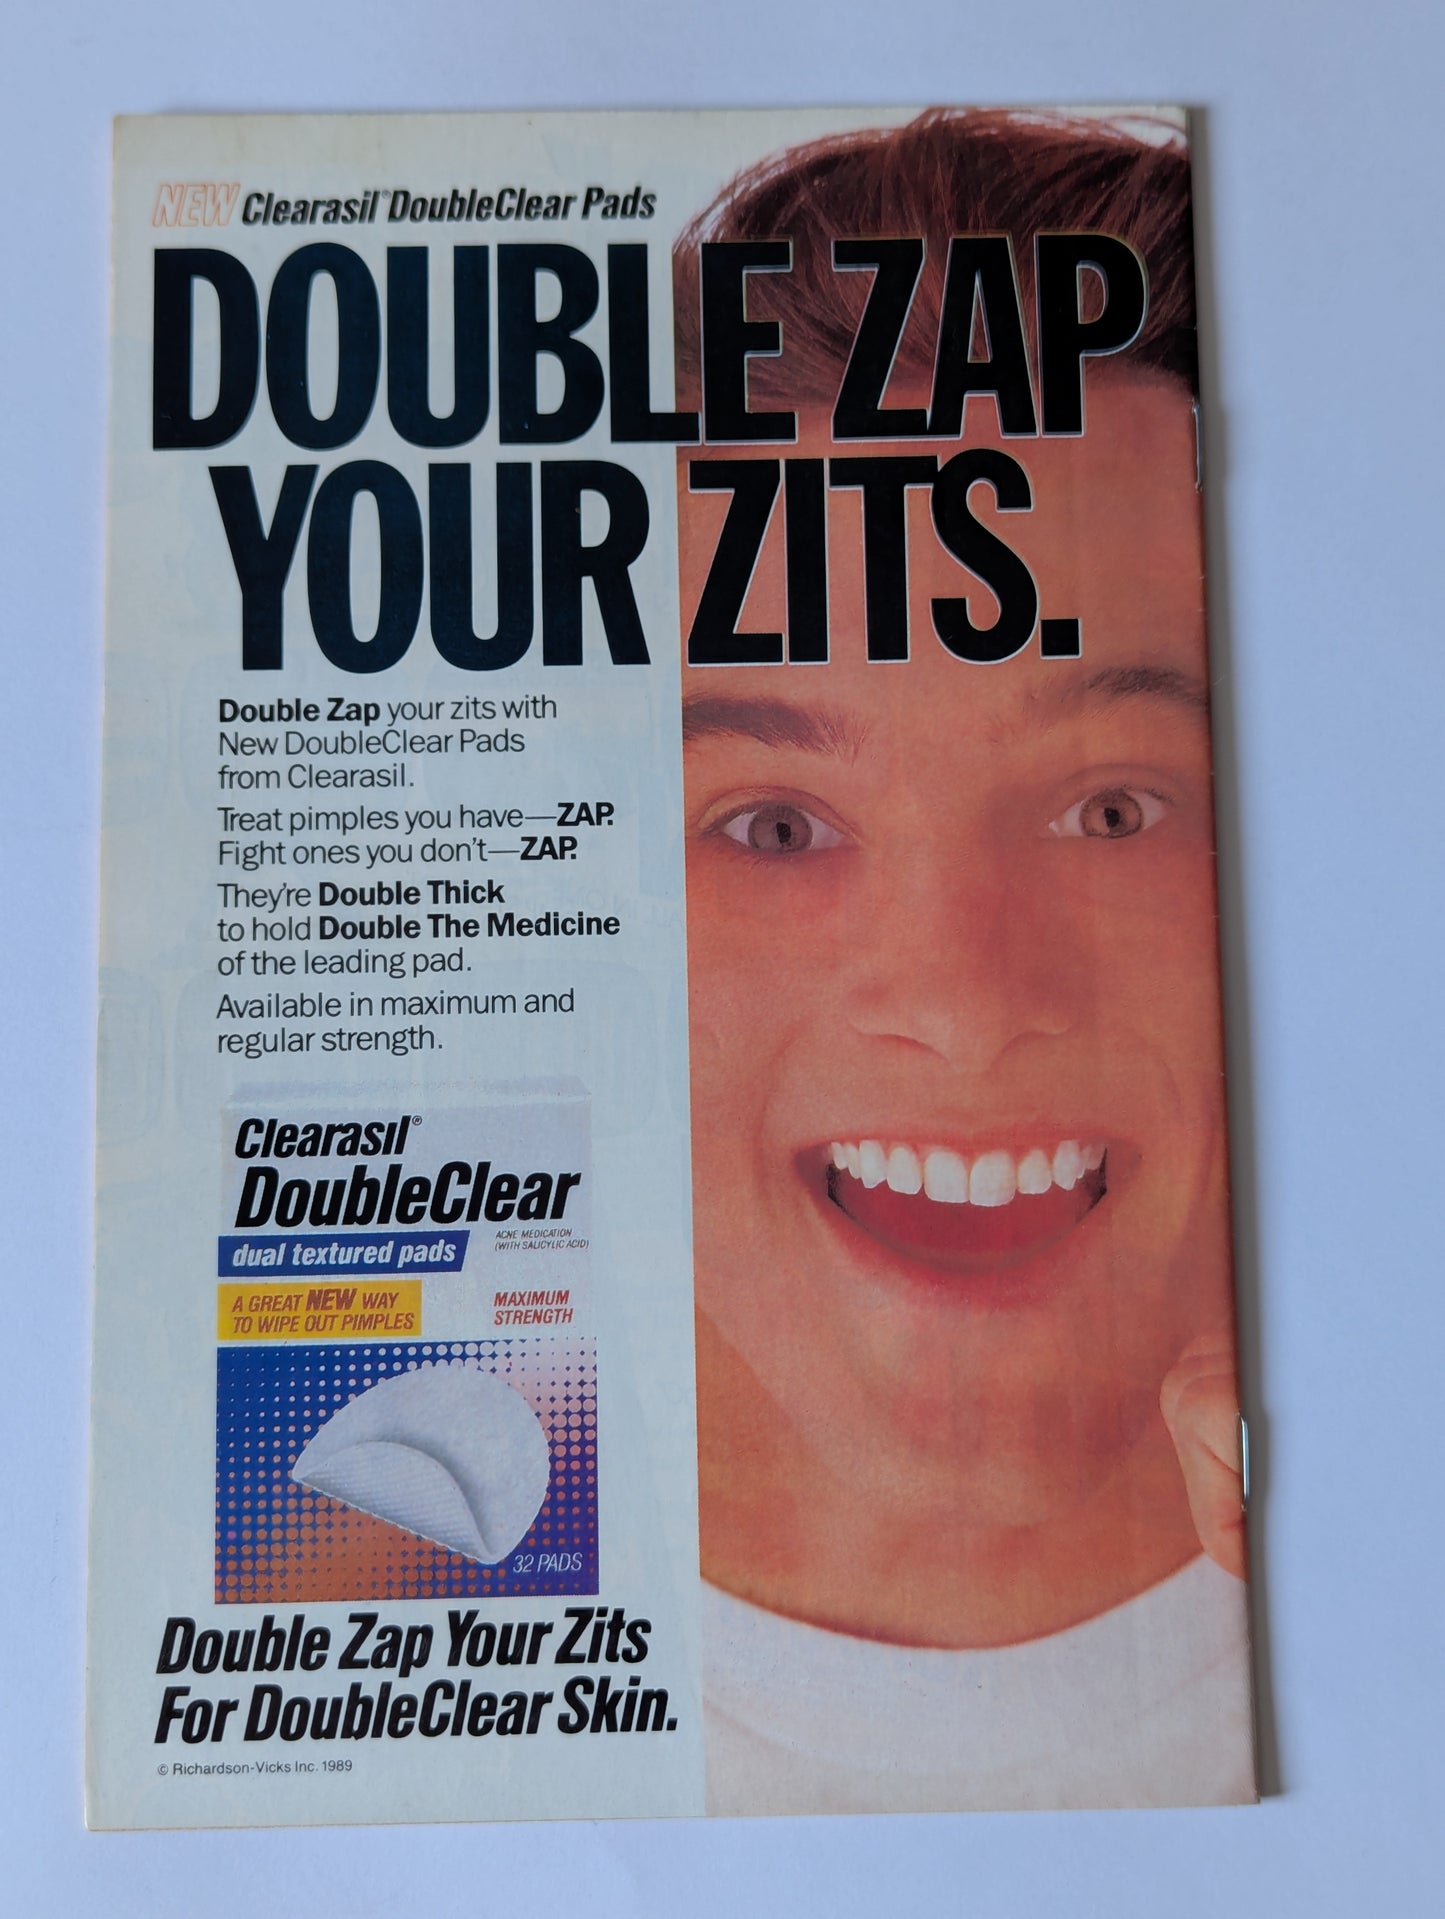 NEW Clearasil® DoubleClear Pads
DOUBLE ZAP
YOUR ZITS.
Double Zap your zits with
New DoubleClear Pads
from Clearasil.
Treat pimples you have—ZAP.
Fight ones you don't—ZAP.
They're Double Thick
to hold Double The Medicine
of the leading pad.
Available in maximum and
regular strength.
Clearasil®
DoubleClear
dual textured pads
ACNE MEDICATION
(WITH SALICYLIC ACID)
A GREAT NEW WAY
TO WIPE OUT PIMPLES
MAXIMUM
STRENGTH
32 PADS
Double Zap Your Zits
For DoubleClear Skin.
© Richardson-Vicks Inc. 1989